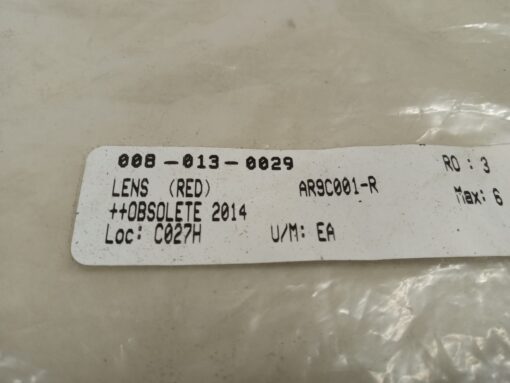 008-013-0029 RO: 3
LENS (RED) AR9C001-R Max: 6
++OBSOLETE 2014
Loc: C027H U/M: EA